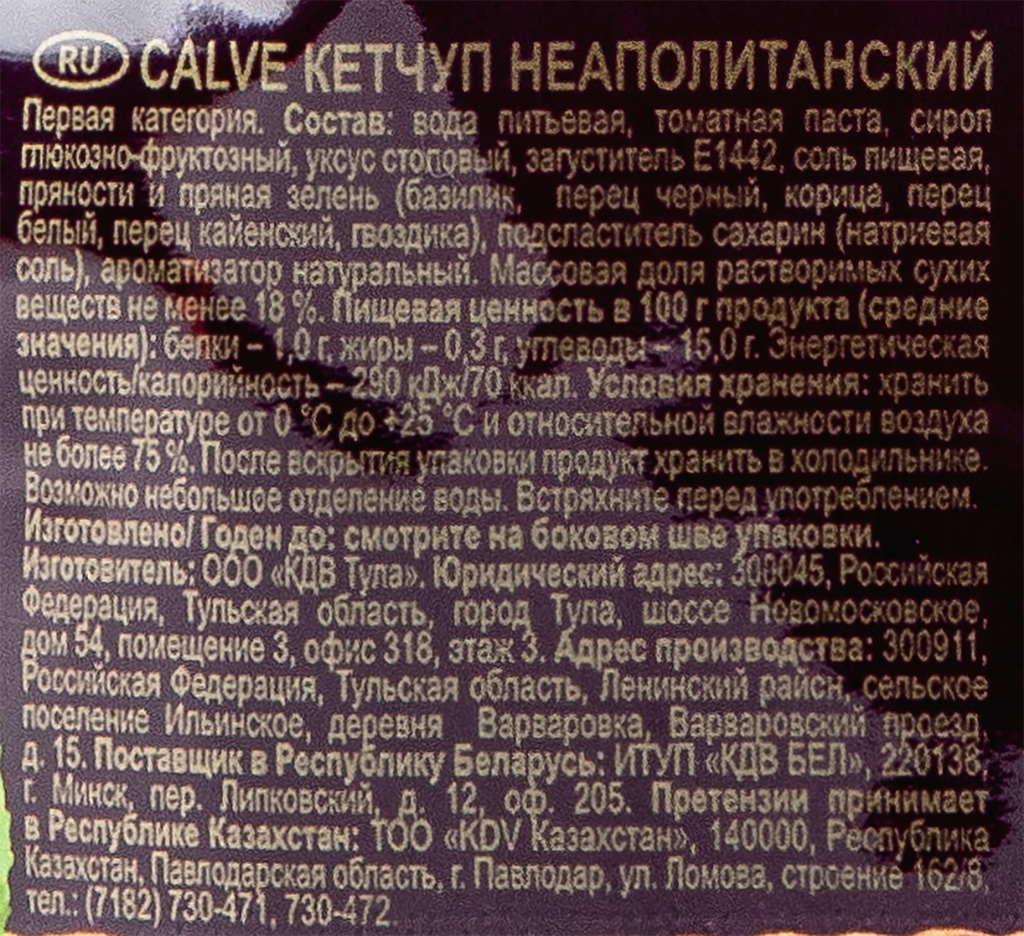 RU CALVE КЕТЧУП НЕАПОЛИТАНСКИЙ
Первая категория. Состав: вода питьевая, томатная паста, сироп
глюкозно-фруктозный, уксус столовый, загуститель Е1442, соль пищевая,
пряности и пряная зелень (базилик, перец черный, корица, перец
белый, перец кайенский, гвоздика), подсластитель сахарин (натриевая
соль), ароматизатор натуральный. Массовая доля растворимых сухих
веществ не менее 18 %. Пищевая ценность в 100 г продукта (средние
значения): белки – 1,0 г, жиры – 0,3 г, углеводы – 15,0 г. Энергетическая
ценность/калорийность – 290 кДж/70 ккал. Условия хранения: хранить
при температуре от 0 °С до +25 °С и относительной влажности воздуха
не более 75 %. После вскрытия упаковки продукт хранить в холодильнике.
Возможно небольшое отделение воды. Встряхните перед употреблением.
Изготовлено/ Годен до: смотрите на боковом шве упаковки.
Изготовитель: ООО «КДВ Тула». Юридический адрес: 300045, Российская
Федерация, Тульская область, город Тула, шоссе Новомосковское,
дом 54, помещение 3, офис 318, этаж 3. Адрес производства: 300911,
Российская Федерация, Тульская область, Ленинский район, сельское
поселение Ильинское, деревня Варваровка, Варваровский проезд,
д. 15. Поставщик в Республику Беларусь: ИТУП «КДВ БЕЛ», 220138,
г. Минск, пер. Липковский, д. 12, оф. 205. Претензии принимает
в Республике Казахстан: ТОО «KDV Казахстан», 140000, Республика
Казахстан, Павлодарская область, г. Павлодар, ул. Ломова, строение 162/8,
тел.: (7182) 730-471, 730-472.